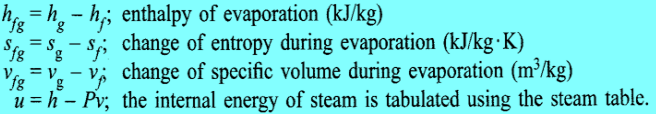 h_fg = h_g – h_f; enthalpy of evaporation (kJ/kg)
s_fg = s_g – s_f; change of entropy during evaporation (kJ/kg·K)
v_fg = v_g – v_f; change of specific volume during evaporation (m³/kg)
u = h – Pv; the internal energy of steam is tabulated using the steam table.